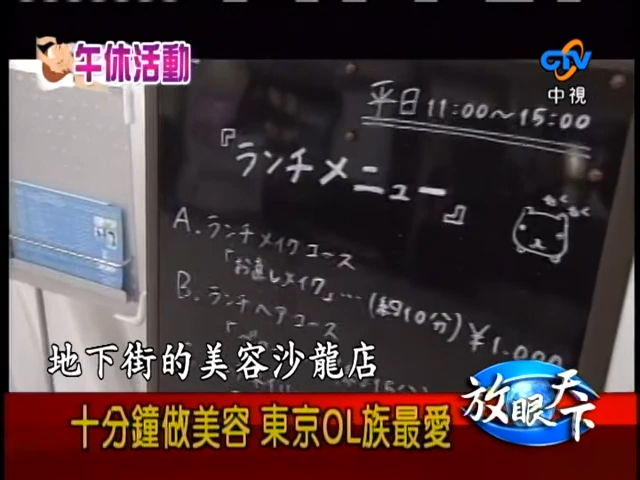 午休活動
CTV
中視
平日 11:00～15:00
『ランチメニュー』
A. ランチメイクコース
「お直しメイク」…(約10分) ¥1.000
B. ランチヘアコース
地下街的美容沙龍店
十分鐘做美容 東京OL族最愛
放眼天下